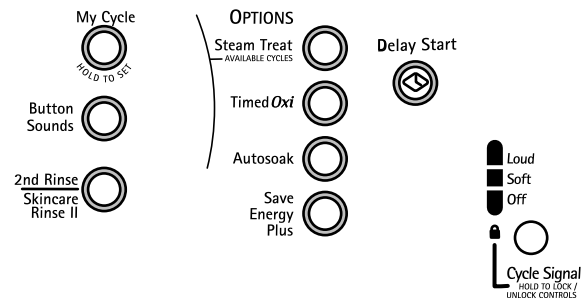 My Cycle
HOLD TO SET
Button
Sounds
2nd Rinse
Skincare
Rinse II
OPTIONS
Steam Treat
AVAILABLE CYCLES
Timed Oxi
Autosoak
Save
Energy
Plus
Delay Start
Loud
Soft
Off
Cycle Signal
HOLD TO LOCK /
UNLOCK CONTROLS